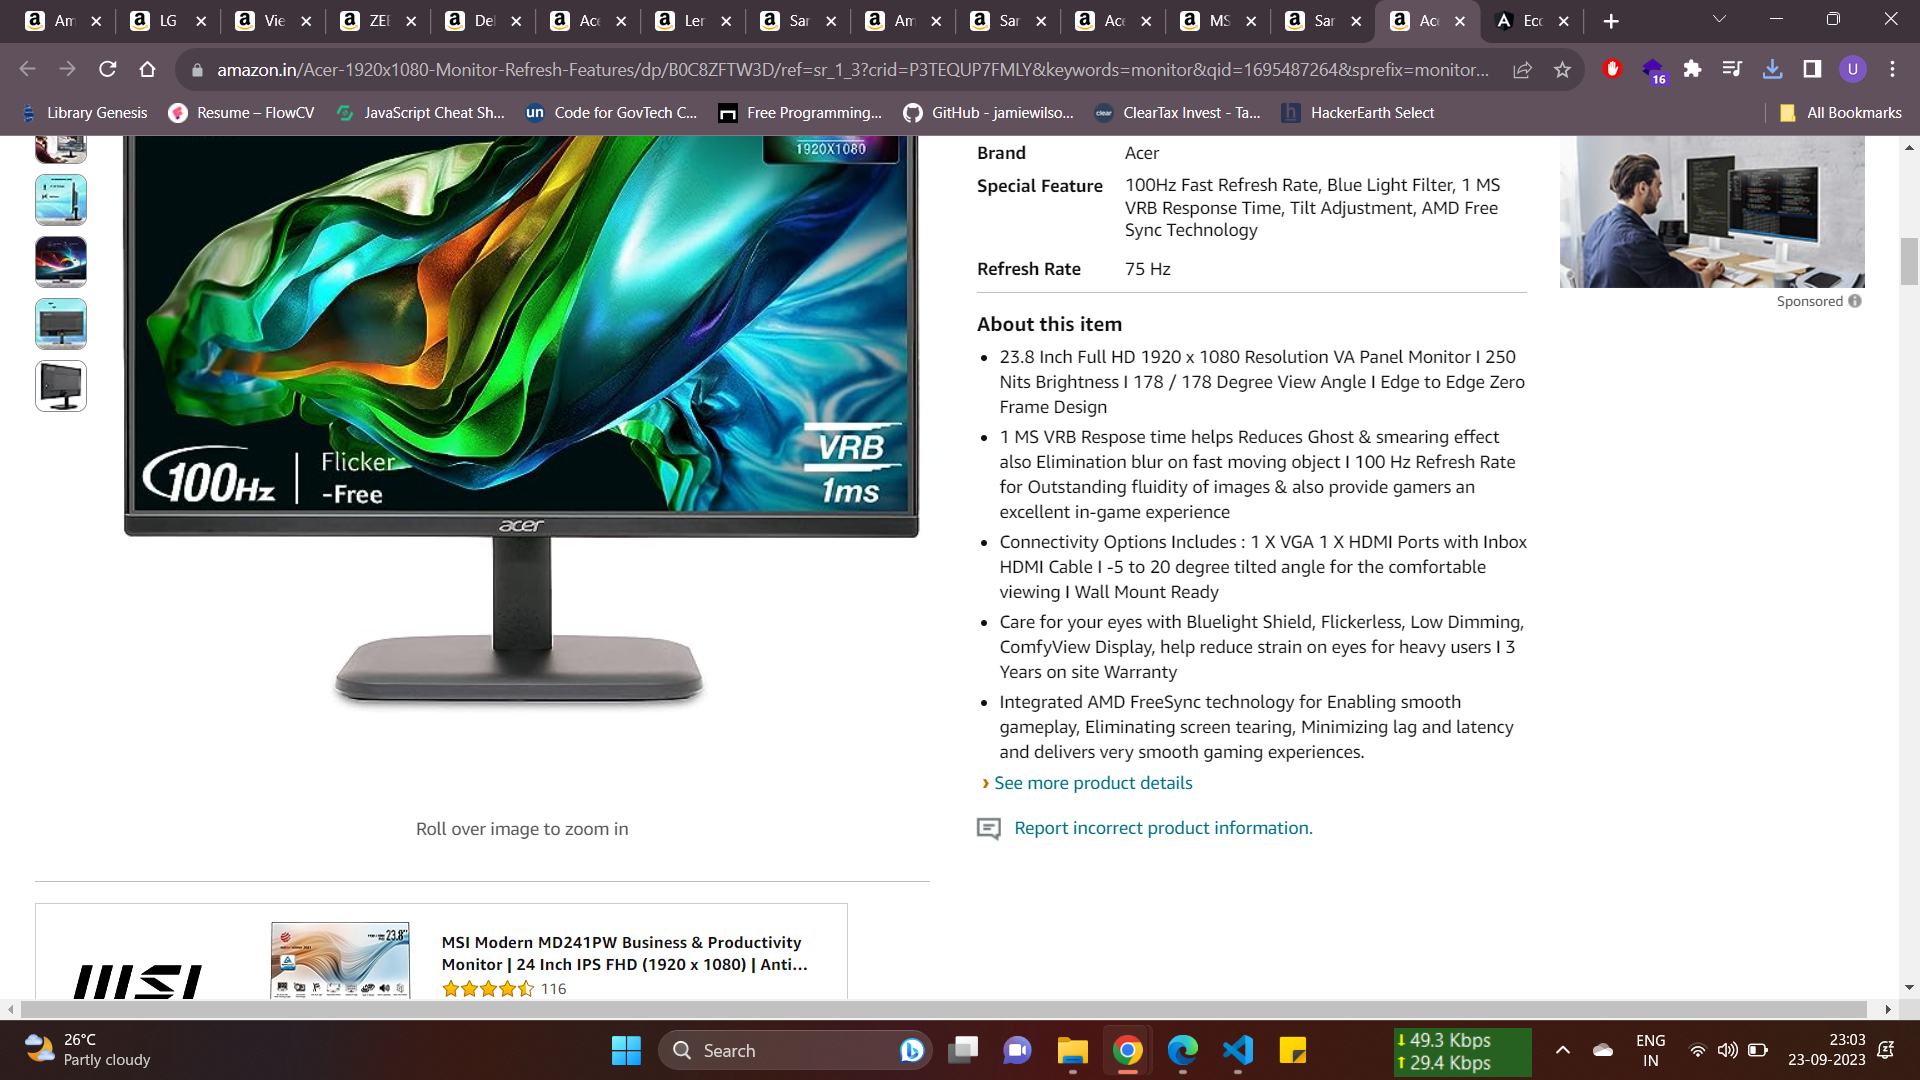 Am
LG
Vie
ZEI
Del
Ace
Ler
Sar
Am
Sar
Ace
MS
Sar
Ace
Ecc
amazon.in/Acer-1920x1080-Monitor-Refresh-Features/dp/B0C8ZFTW3D/ref=sr_1_3?crid=P3TEQUP7FMLY&keywords=monitor&qid=1695487264&sprefix=monitor...
16
U
Library Genesis
Resume – FlowCV
JavaScript Cheat Sh...
un Code for GovTech C...
Free Programming...
GitHub - jamiewilso...
clear ClearTax Invest - Ta...
h HackerEarth Select
All Bookmarks
1920X1080
100Hz
Flicker
-Free
VRB
1ms
acer
Roll over image to zoom in
Brand Acer
Special Feature 100Hz Fast Refresh Rate, Blue Light Filter, 1 MS
VRB Response Time, Tilt Adjustment, AMD Free
Sync Technology
Refresh Rate 75 Hz
About this item
• 23.8 Inch Full HD 1920 x 1080 Resolution VA Panel Monitor I 250
Nits Brightness I 178 / 178 Degree View Angle I Edge to Edge Zero
Frame Design
• 1 MS VRB Respose time helps Reduces Ghost & smearing effect
also Elimination blur on fast moving object I 100 Hz Refresh Rate
for Outstanding fluidity of images & also provide gamers an
excellent in-game experience
• Connectivity Options Includes : 1 X VGA 1 X HDMI Ports with Inbox
HDMI Cable I -5 to 20 degree tilted angle for the comfortable
viewing I Wall Mount Ready
• Care for your eyes with Bluelight Shield, Flickerless, Low Dimming,
ComfyView Display, help reduce strain on eyes for heavy users I 3
Years on site Warranty
• Integrated AMD FreeSync technology for Enabling smooth
gameplay, Eliminating screen tearing, Minimizing lag and latency
and delivers very smooth gaming experiences.
› See more product details
Report incorrect product information.
Sponsored
msi
23.8"
MSI Modern MD241PW Business & Productivity
Monitor | 24 Inch IPS FHD (1920 x 1080) | Anti...
116
26°C
Partly cloudy
Search
49.3 Kbps
29.4 Kbps
ENG
IN
23:03
23-09-2023